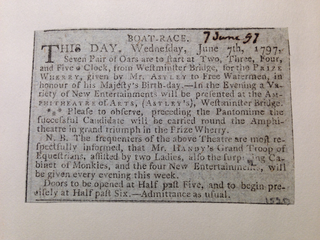 BOAT-RACE.
7 June 97
THIS DAY, Wednesday, June 7th, 1797,
Seven Pair of Oars are to start at Two, Three, Four,
and Five o Clock, from Westminster Bridge, for the PRIZE
WHERRY, given by Mr. ASTLEY to Free Watermen, in
honour of his Majesty's Birth-day.—In the Evening a Va-
riety of New Entertainments will be presented at the AM-
PHITHEATRE OF ARTS, (ASTLEY's), Westminster Bridge.
*⁎* Please to observe, preceding the Pantomime the
successful Candidate will be carried round the Amphi-
theatre in grand triumph in the Prize Wherry.
N. B. The frequenters of the above Theatre are most re-
spectfully informed, that Mr. HANDY's Grand Troop of
Equestrians, assisted by two Ladies, also the surprising Ca-
binet of Monkies, and the four New Entertainments, will
be given every evening this week.
Doors to be opened at Half past Five, and to begin pre-
cisely at Half past Six.—Admittance as usual.